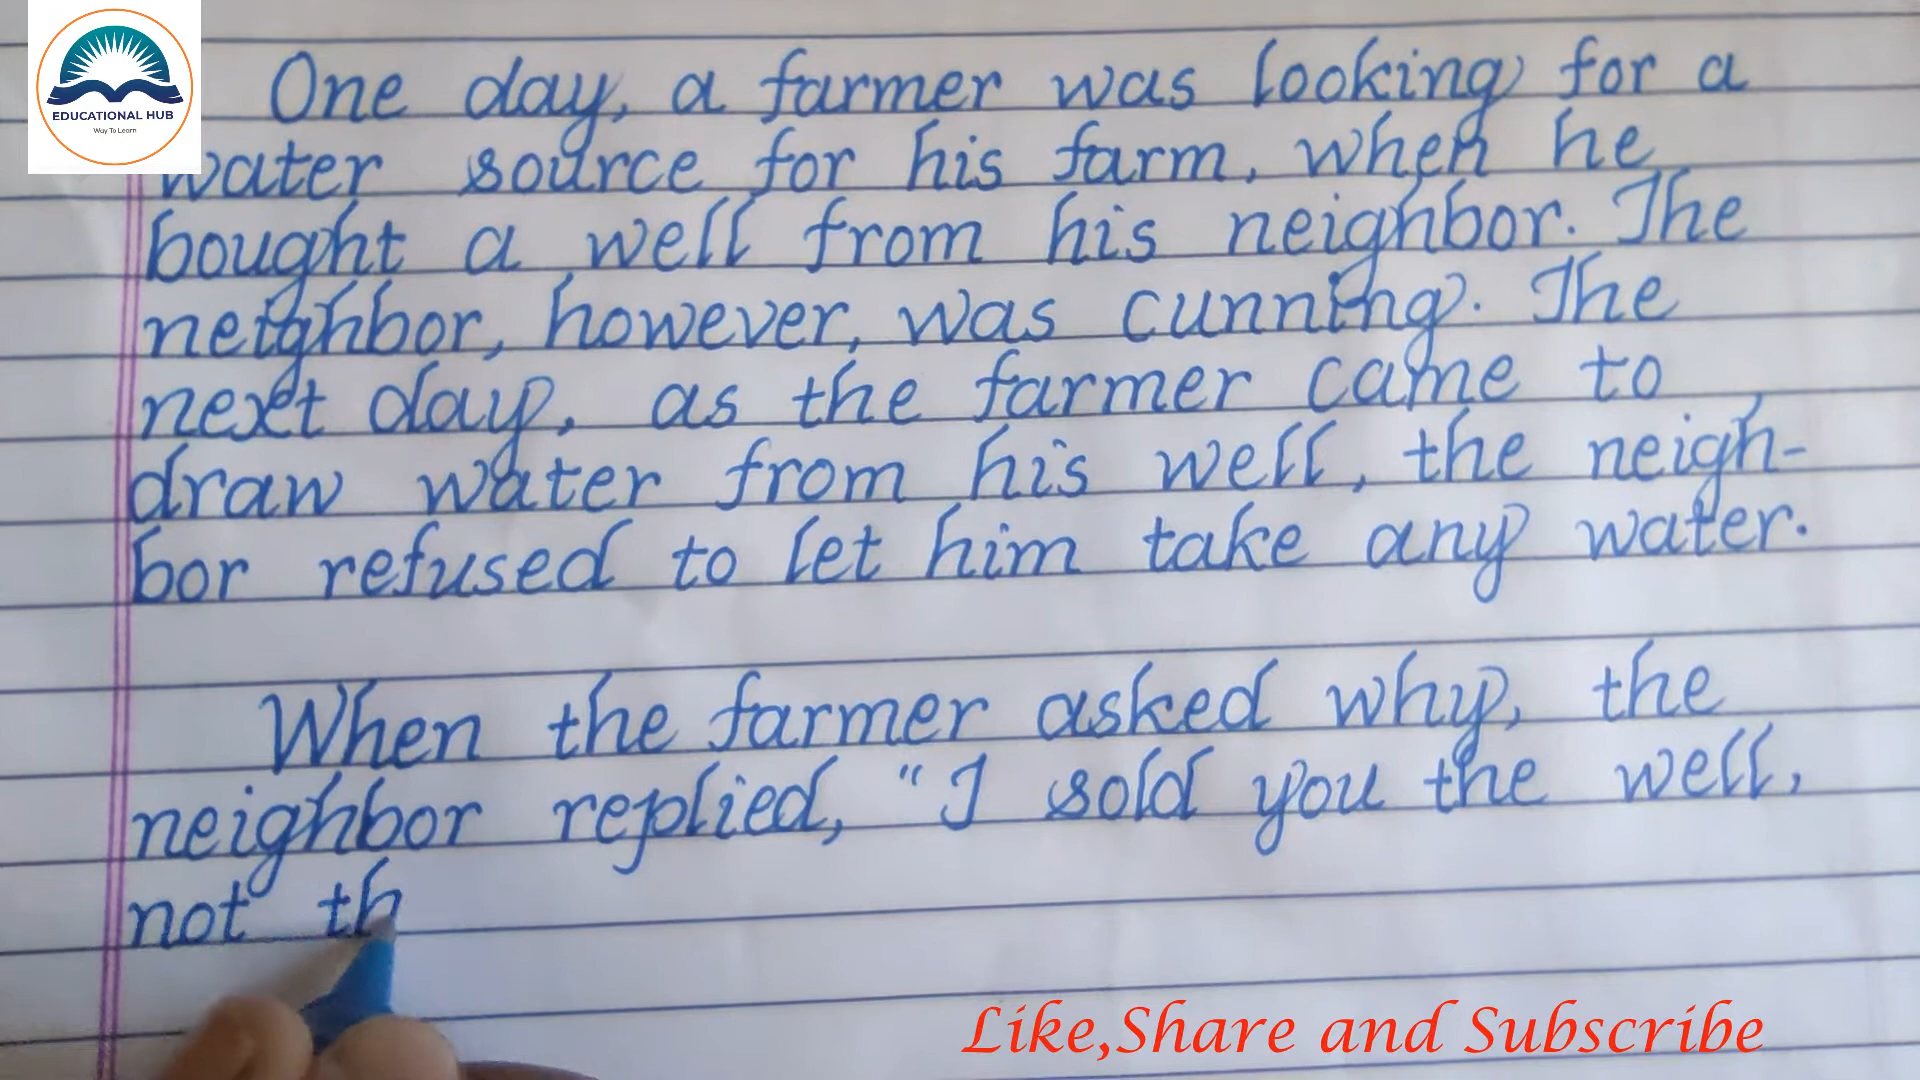 EDUCATIONAL HUB
Way To Learn
One day, a farmer was looking for a
water source for his farm, when he
bought a well from his neighbor. The
neighbor, however, was cunning. The
next day, as the farmer came to
draw water from his well, the neigh-
bor refused to let him take any water.
When the farmer asked why, the
neighbor replied, "I sold you the well,
not th
Like,Share and Subscribe